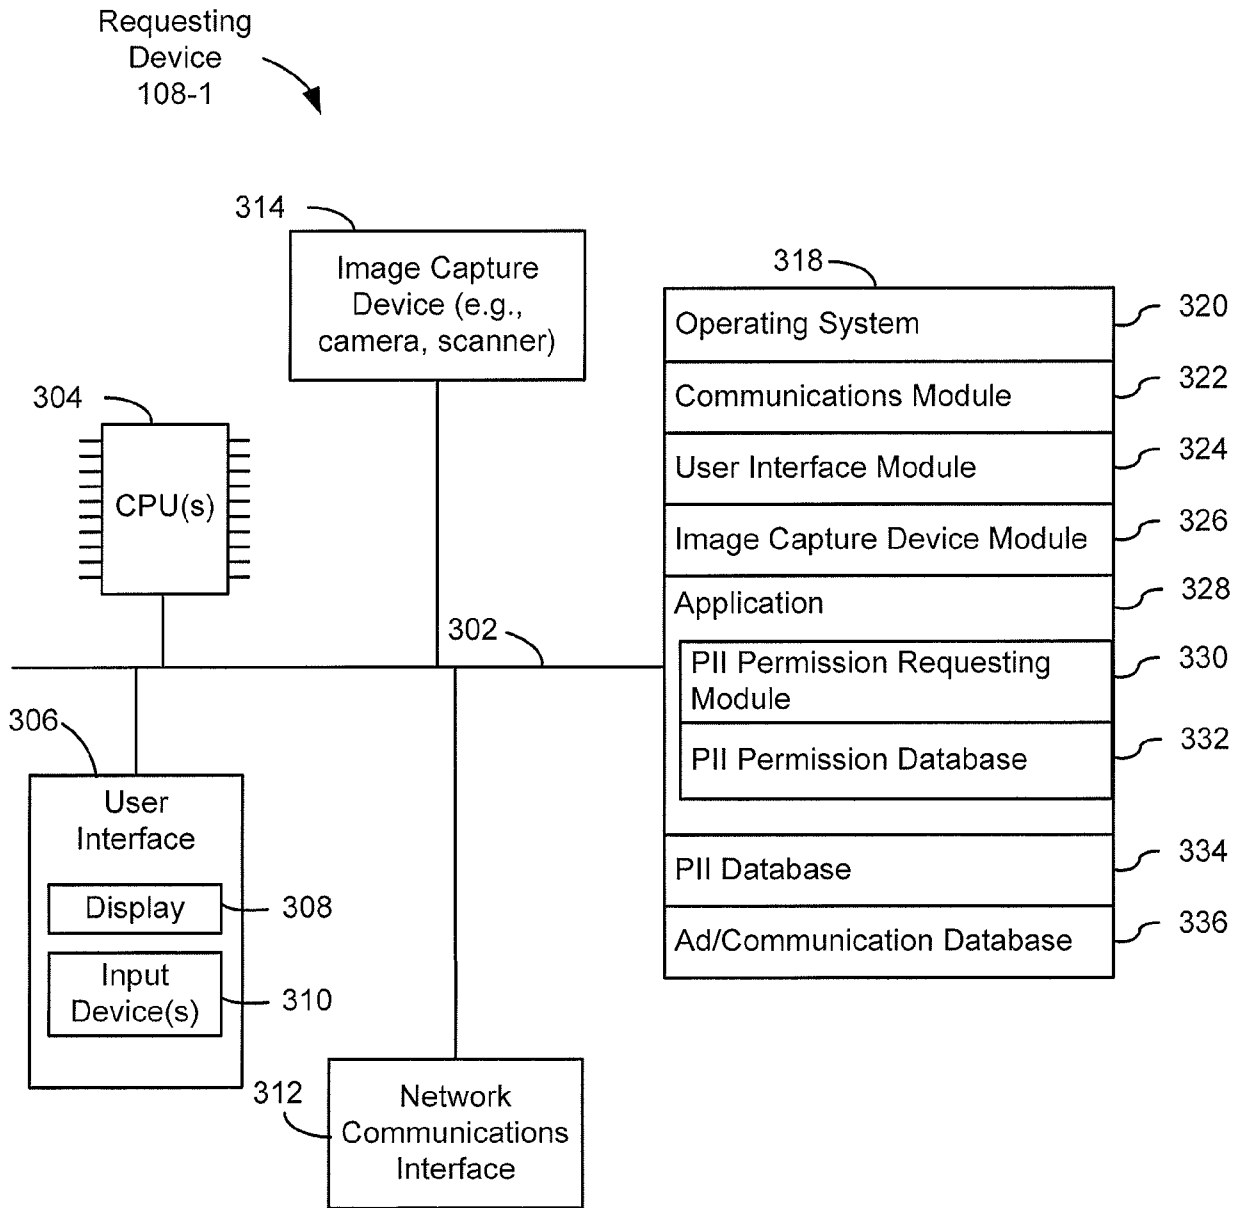 Requesting
Device
108-1
314
Image Capture
Device (e.g.,
camera, scanner)
304
CPU(s)
302
306
User
Interface
Display
308
Input
Device(s)
310
312
Network
Communications
Interface
318
Operating System
320
Communications Module
322
User Interface Module
324
Image Capture Device Module
326
Application
328
PII Permission Requesting
Module
330
PII Permission Database
332
PII Database
334
Ad/Communication Database
336